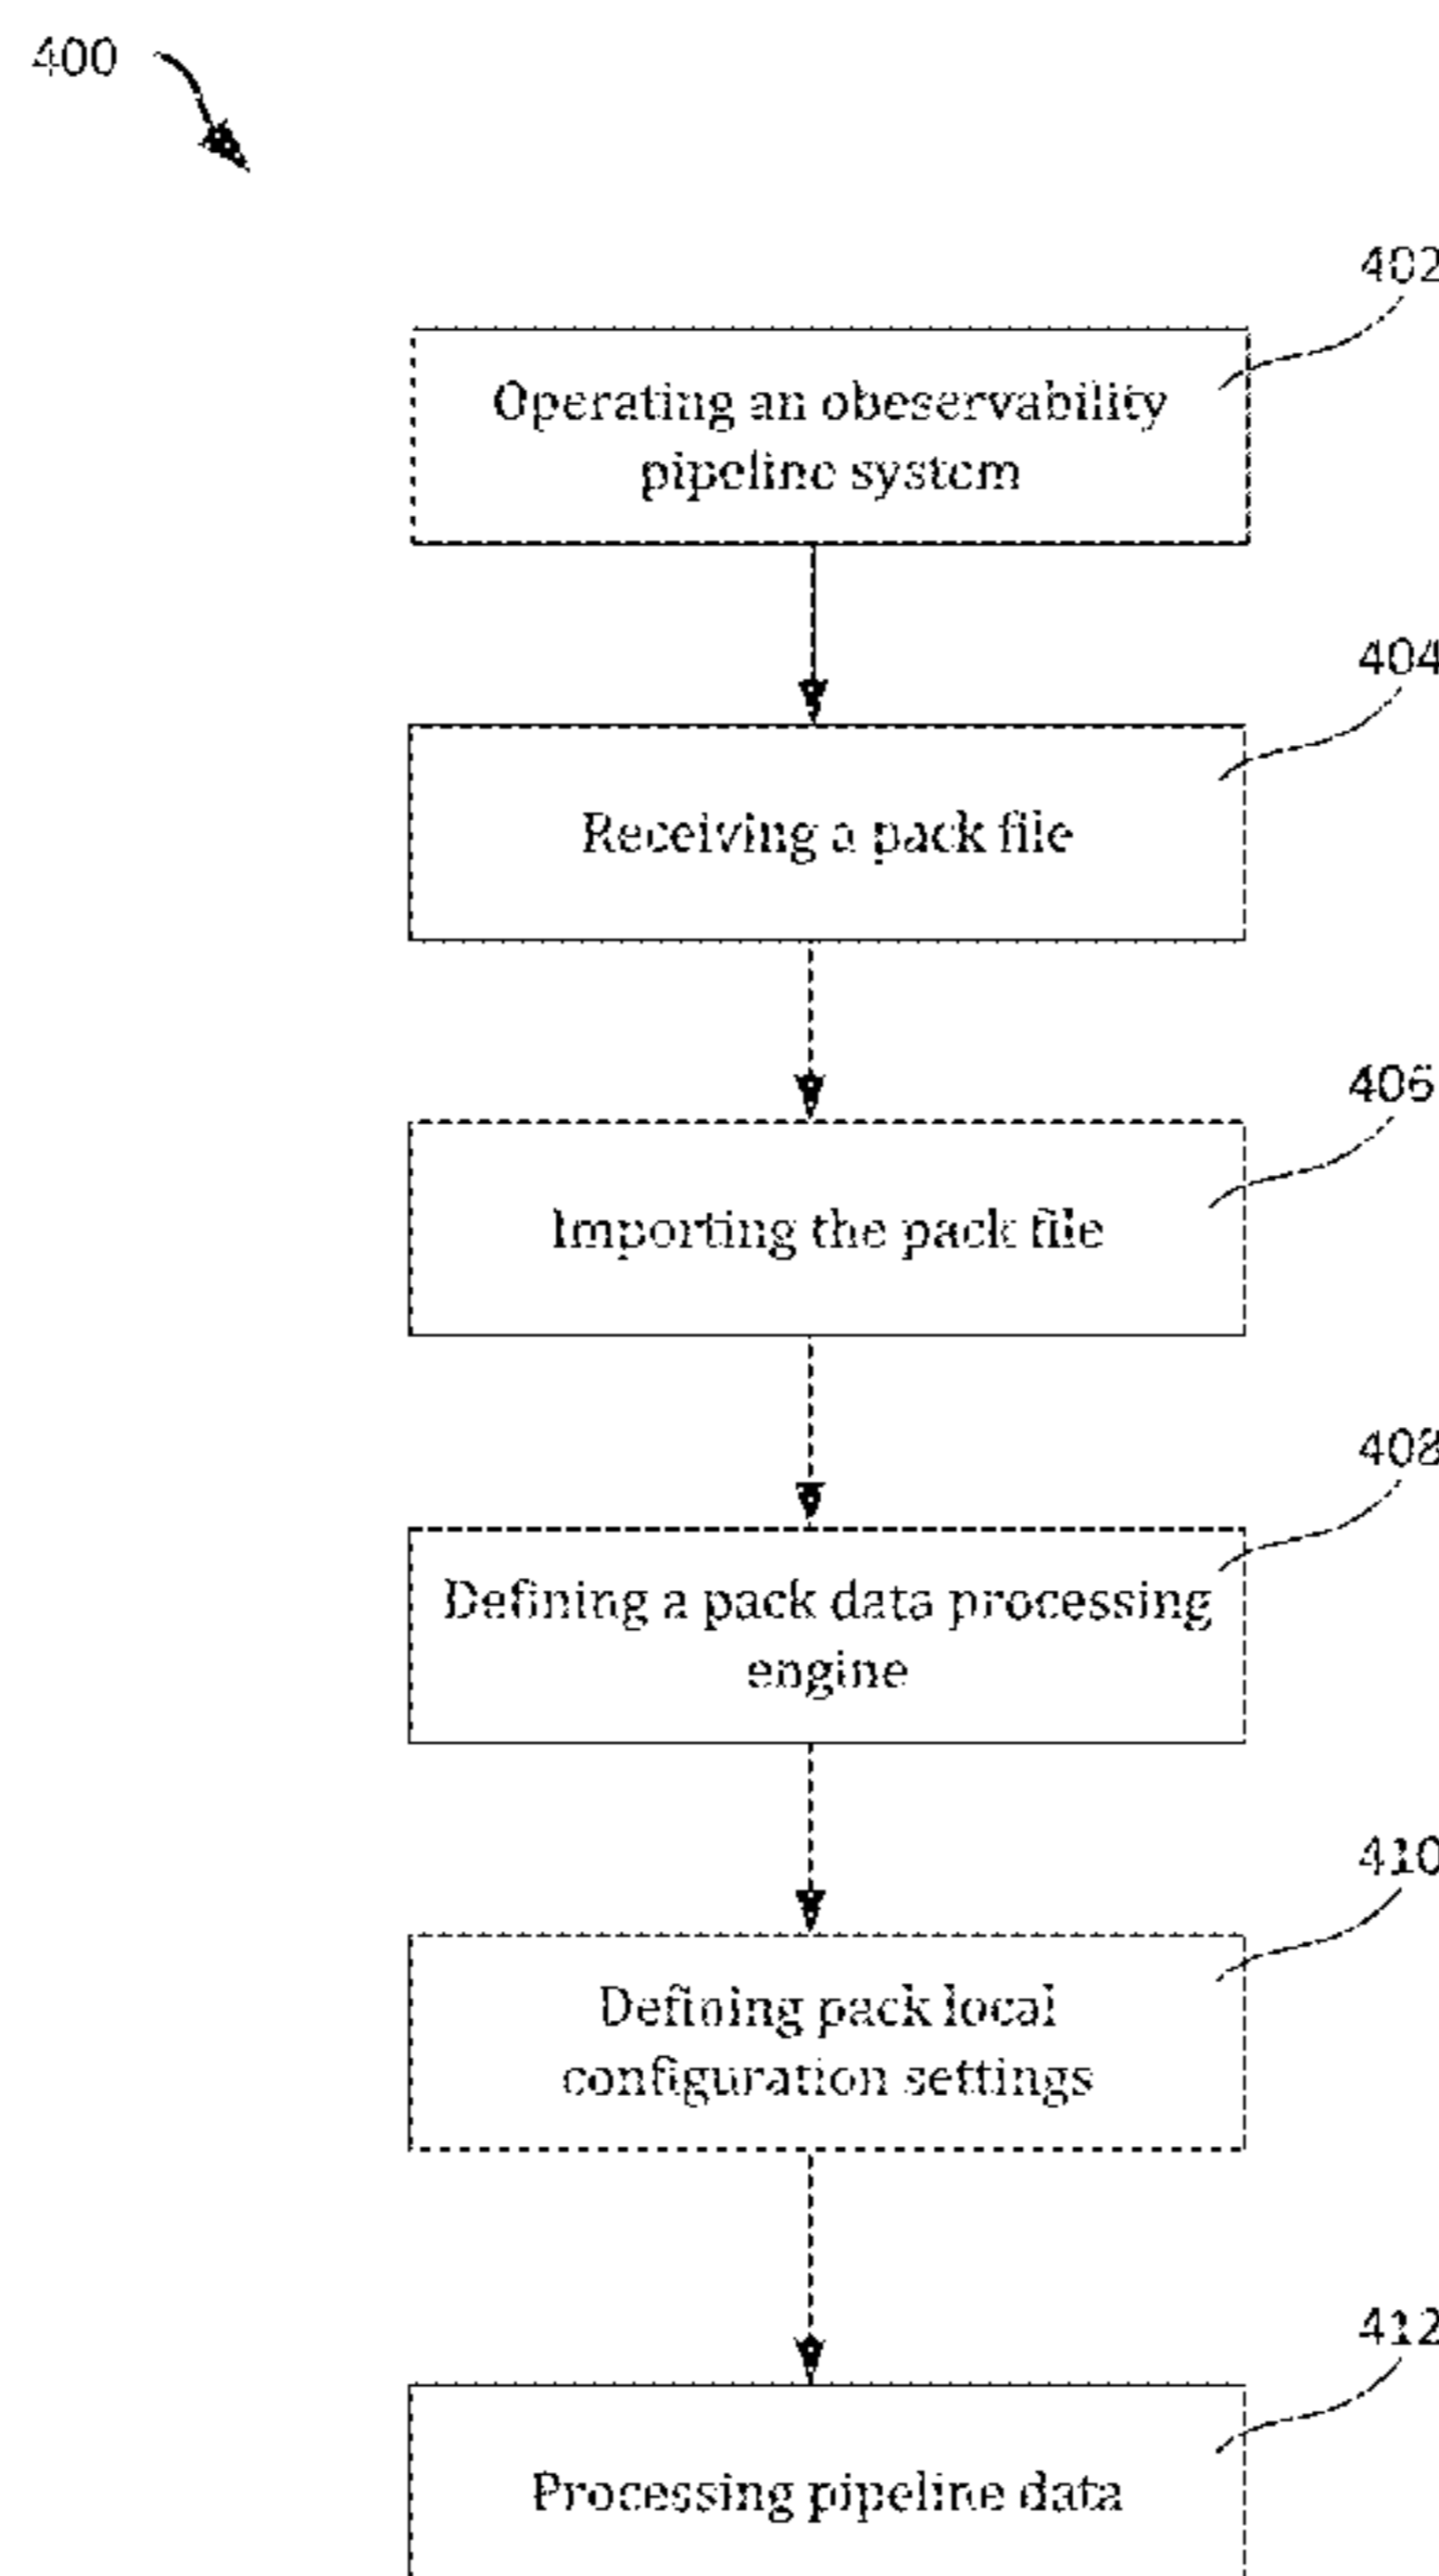 400
402
Operating an obeservability
pipeline system
404
Receiving a pack file
406
Importing the pack file
408
Defining a pack data processing
engine
410
Defining pack local
configuration settings
412
Processing pipeline data